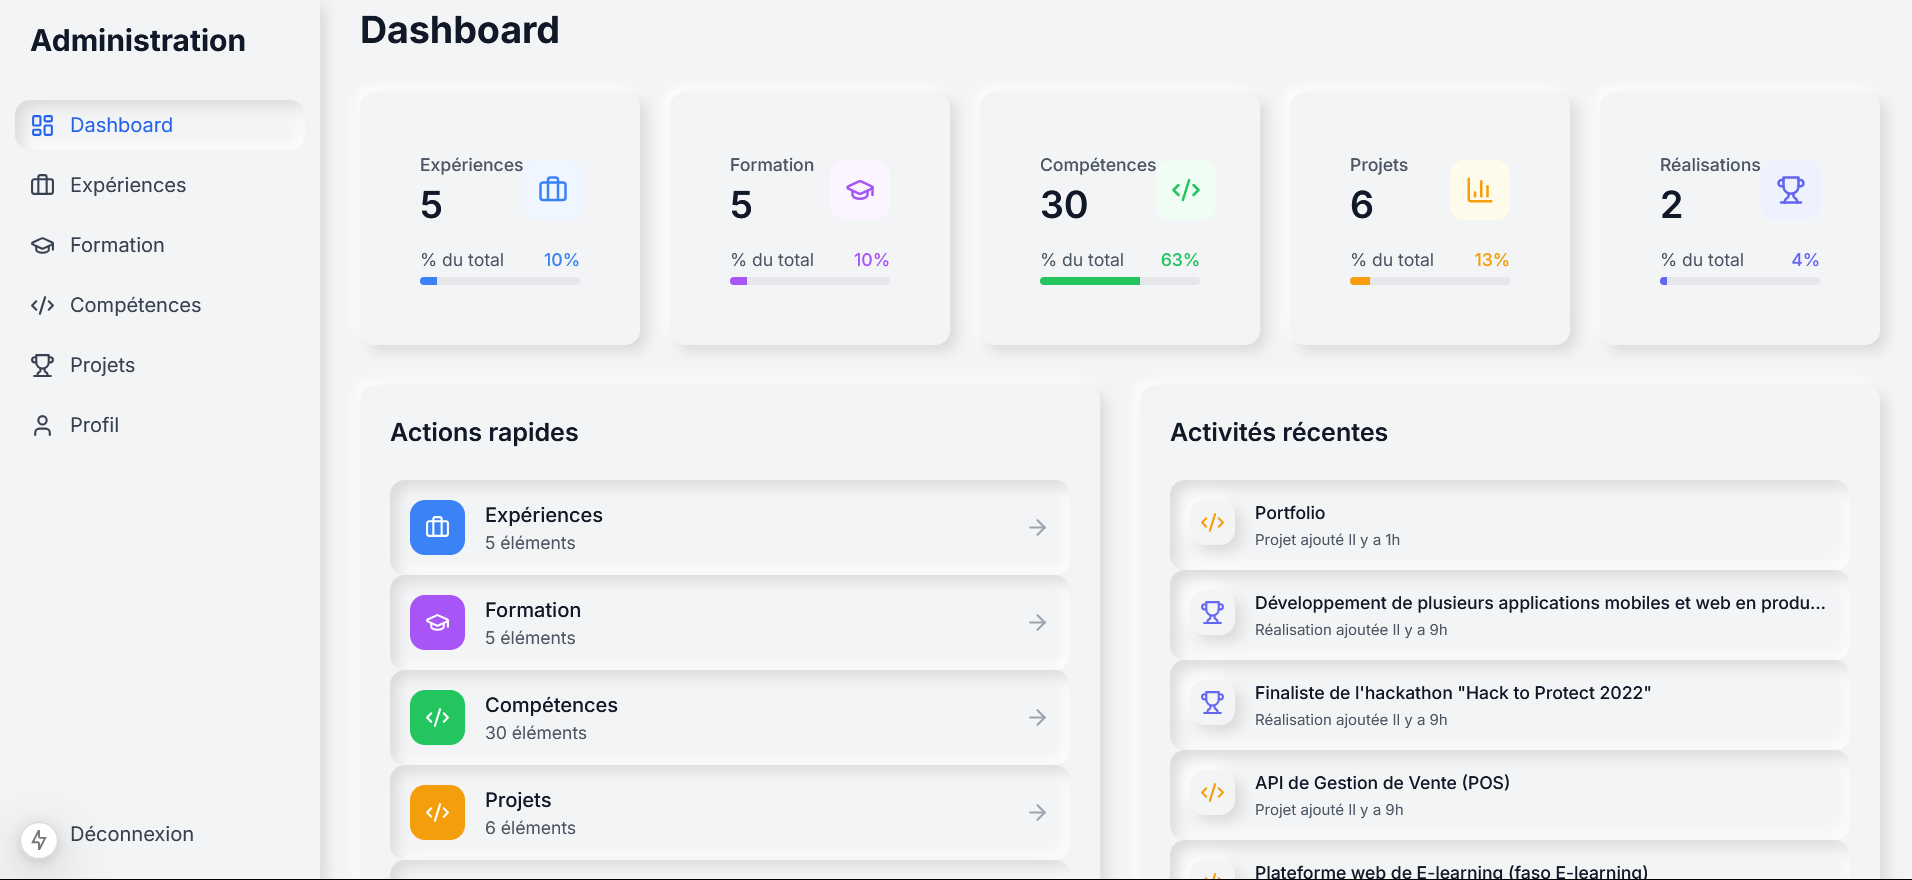 Administration
Dashboard
Expériences
Formation
Compétences
Projets
Profil
Déconnexion
Dashboard
Expériences
5
% du total 10%
Formation
5
% du total 10%
Compétences
30
% du total 63%
Projets
6
% du total 13%
Réalisations
2
% du total 4%
Actions rapides
Expériences
5 éléments
Formation
5 éléments
Compétences
30 éléments
Projets
6 éléments
Activités récentes
Portfolio
Projet ajouté Il y a 1h
Développement de plusieurs applications mobiles et web en produ...
Réalisation ajoutée Il y a 9h
Finaliste de l'hackathon "Hack to Protect 2022"
Réalisation ajoutée Il y a 9h
API de Gestion de Vente (POS)
Projet ajouté Il y a 9h
Plateforme web de E-learning (faso E-learning)